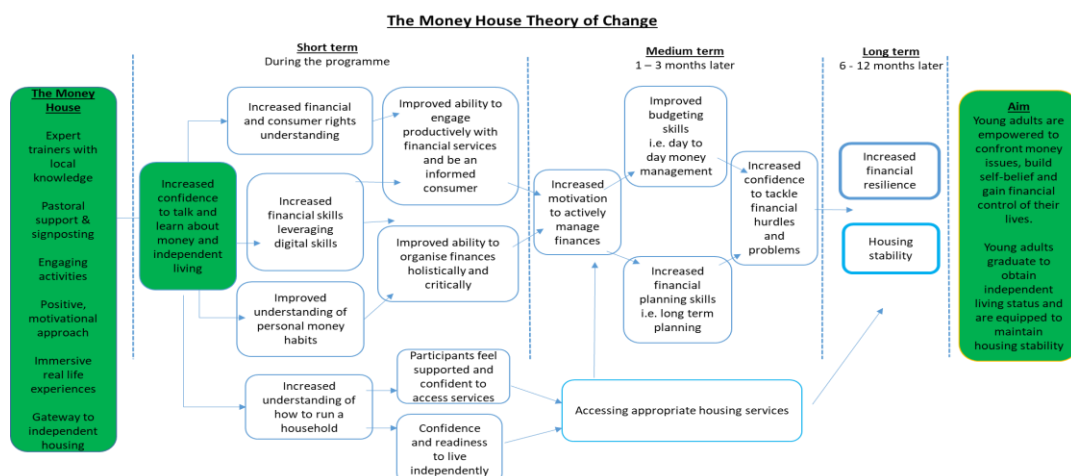 The Money House Theory of Change
Short term
During the programme
Medium term
1 – 3 months later
Long term
6 - 12 months later
The Money
House
Expert
trainers with
local
knowledge
Pastoral
support &
signposting
Engaging
activities
Positive,
motivational
approach
Immersive
real life
experiences
Gateway to
independent
housing
Increased
confidence
to talk and
learn about
money and
independent
living
Increased financial
and consumer rights
understanding
Increased
financial skills
leveraging
digital skills
Improved
understanding of
personal money
habits
Increased
understanding of
how to run a
household
Improved ability to
engage
productively with
financial services
and be an
informed
consumer
Improved ability to
organise finances
holistically and
critically
Participants feel
supported and
confident to
access services
Confidence
and readiness
to live
independently
Increased
motivation
to actively
manage
finances
Improved
budgeting
skills
i.e. day to
day money
management
Increased
financial
planning skills
i.e. long term
planning
Increased
confidence
to tackle
financial
hurdles
and
problems
Accessing appropriate housing services
Increased
financial
resilience
Housing
stability
Aim
Young adults are
empowered to
confront money
issues, build
self-belief and
gain financial
control of their
lives.
Young adults
graduate to
obtain
independent
living status and
are equipped to
maintain
housing stability